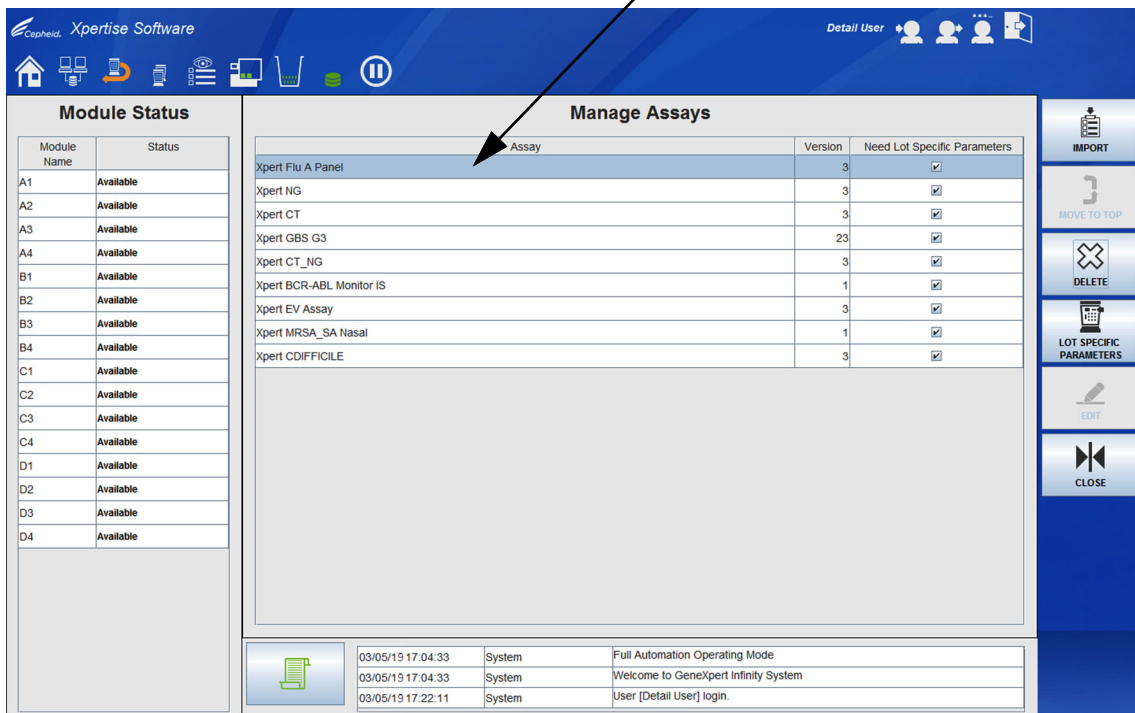 Cepheid. Xpertise Software
Detail User
Module Status
Module Name Status
A1 Available
A2 Available
A3 Available
A4 Available
B1 Available
B2 Available
B3 Available
B4 Available
C1 Available
C2 Available
C3 Available
C4 Available
D1 Available
D2 Available
D3 Available
D4 Available
Manage Assays
Assay Version Need Lot Specific Parameters
Xpert Flu A Panel 3
Xpert NG 3
Xpert CT 3
Xpert GBS G3 23
Xpert CT_NG 3
Xpert BCR-ABL Monitor IS 1
Xpert EV Assay 3
Xpert MRSA_SA Nasal 1
Xpert CDIFFICILE 3
03/05/19 17:04:33 System Full Automation Operating Mode
03/05/19 17:04:33 System Welcome to GeneXpert Infinity System
03/05/19 17:22:11 System User [Detail User] login.
IMPORT
MOVE TO TOP
DELETE
LOT SPECIFIC
PARAMETERS
EDIT
CLOSE